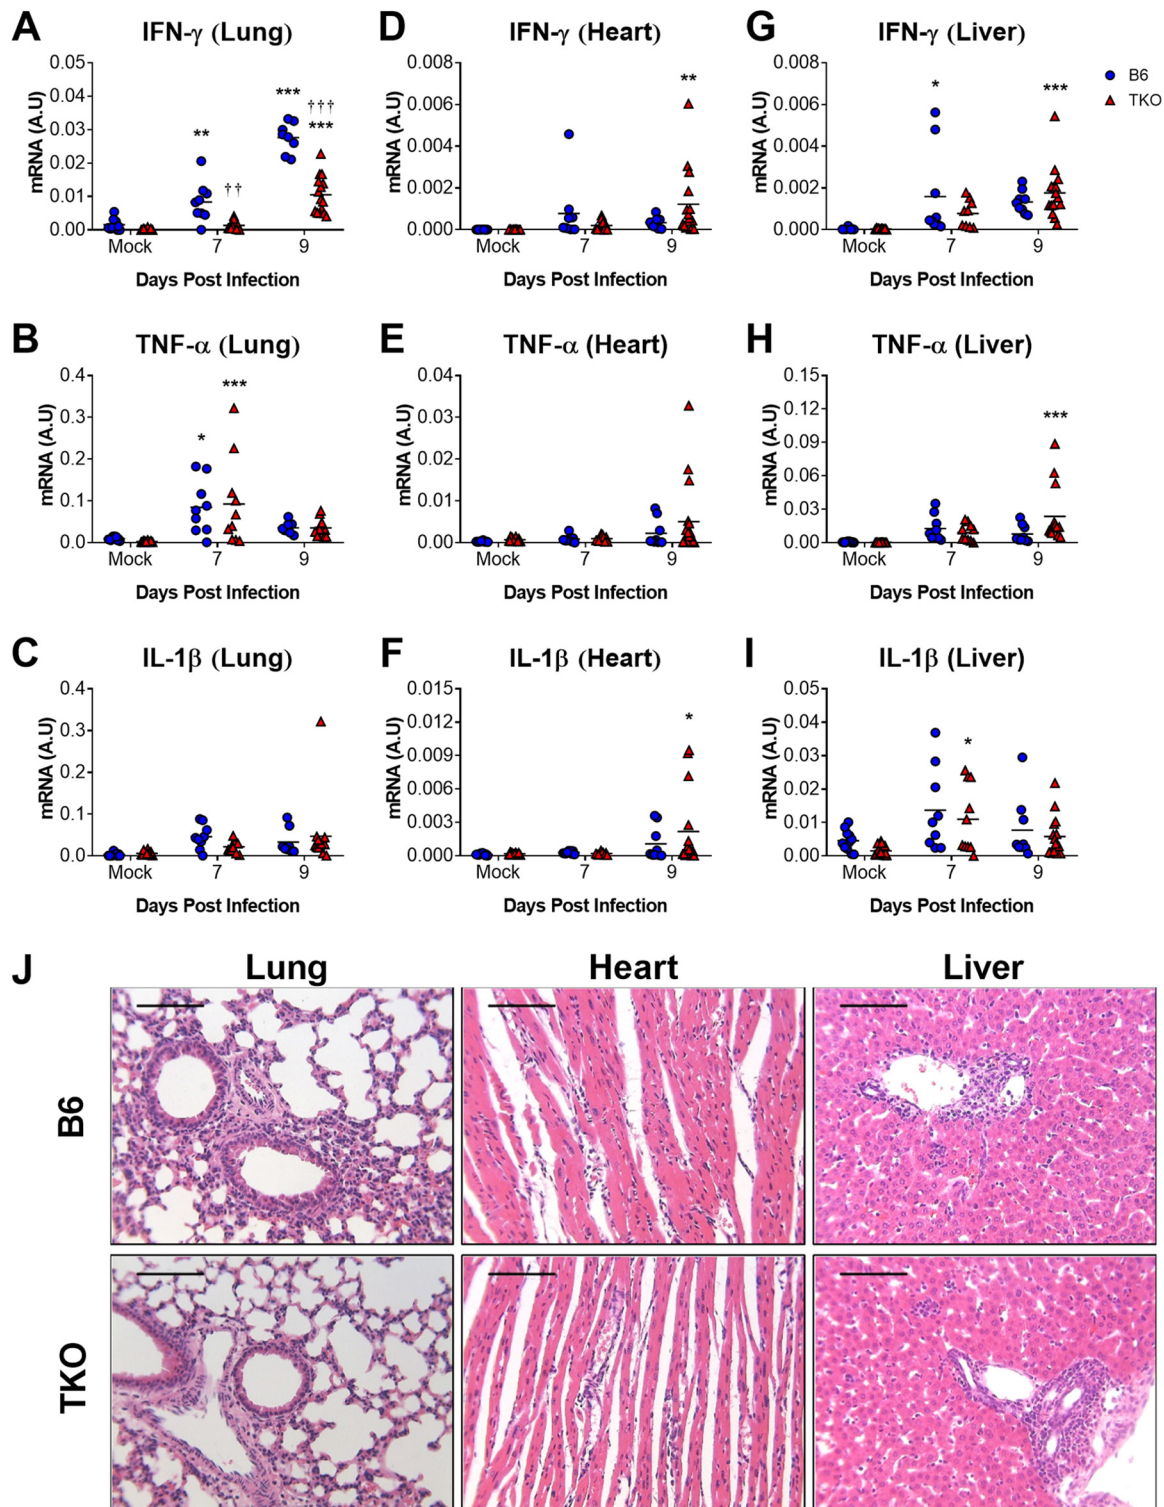 A IFN-γ (Lung)
mRNA (A.U)
0.05
0.04
0.03
0.02
0.01
0.00
**
††
***
†††
***
Mock 7 9
Days Post Infection
D IFN-γ (Heart)
mRNA (A.U)
0.008
0.006
0.004
0.002
0.000
**
Mock 7 9
Days Post Infection
G IFN-γ (Liver)
mRNA (A.U)
0.008
0.006
0.004
0.002
0.000
*
***
Mock 7 9
Days Post Infection
B6
TKO
B TNF-α (Lung)
mRNA (A.U)
0.4
0.3
0.2
0.1
0.0
*
***
Mock 7 9
Days Post Infection
E TNF-α (Heart)
mRNA (A.U)
0.04
0.03
0.02
0.01
0.00
Mock 7 9
Days Post Infection
H TNF-α (Liver)
mRNA (A.U)
0.15
0.12
0.09
0.06
0.03
0.00
***
Mock 7 9
Days Post Infection
C IL-1β (Lung)
mRNA (A.U)
0.4
0.3
0.2
0.1
0.0
Mock 7 9
Days Post Infection
F IL-1β (Heart)
mRNA (A.U)
0.015
0.012
0.009
0.006
0.003
0.000
*
Mock 7 9
Days Post Infection
I IL-1β (Liver)
mRNA (A.U)
0.05
0.04
0.03
0.02
0.01
0.00
*
Mock 7 9
Days Post Infection
J Lung Heart Liver
B6
TKO